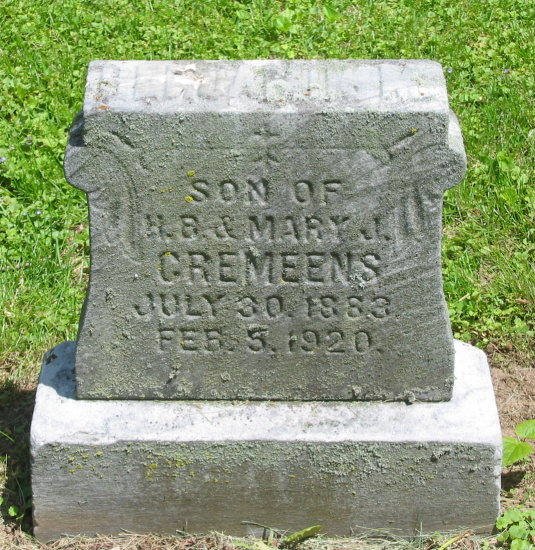 SON OF
H. B. & MARY J.
CREMEENS
JULY 30. 1883.
FEB. 5. 1920.